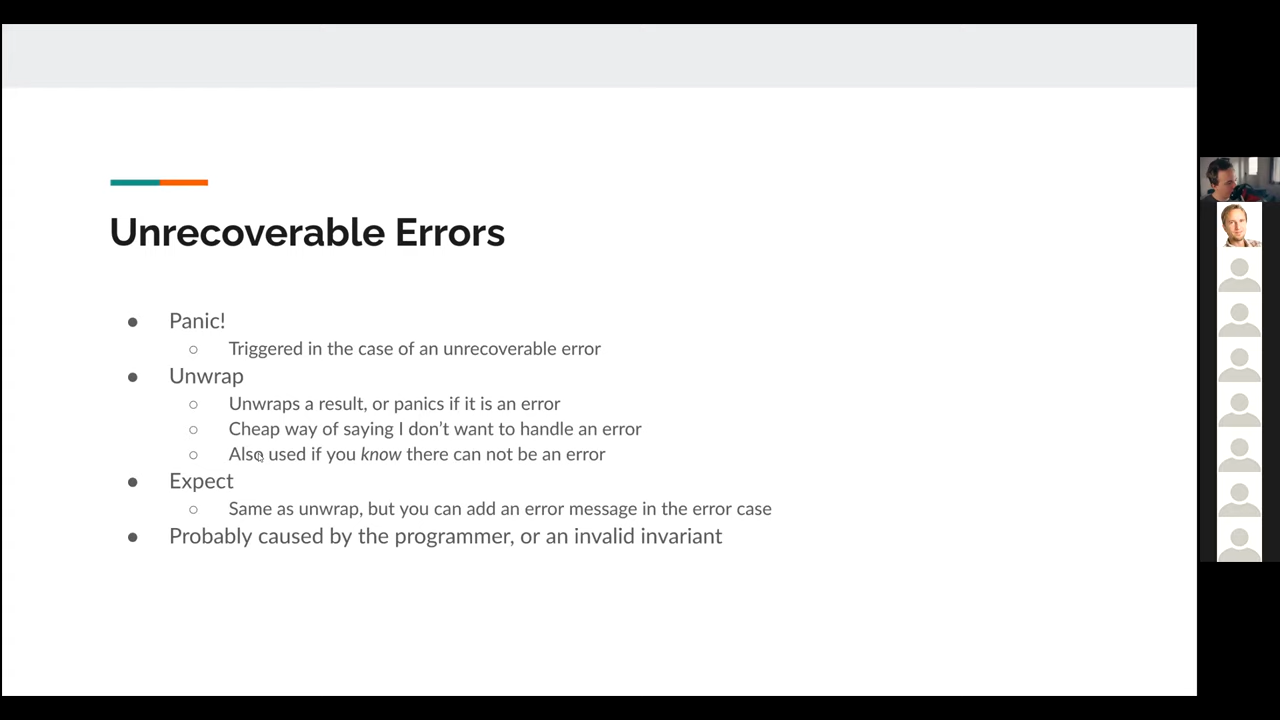 Unrecoverable Errors
● Panic!
○ Triggered in the case of an unrecoverable error
● Unwrap
○ Unwraps a result, or panics if it is an error
○ Cheap way of saying I don’t want to handle an error
○ Also used if you know there can not be an error
● Expect
○ Same as unwrap, but you can add an error message in the error case
● Probably caused by the programmer, or an invalid invariant